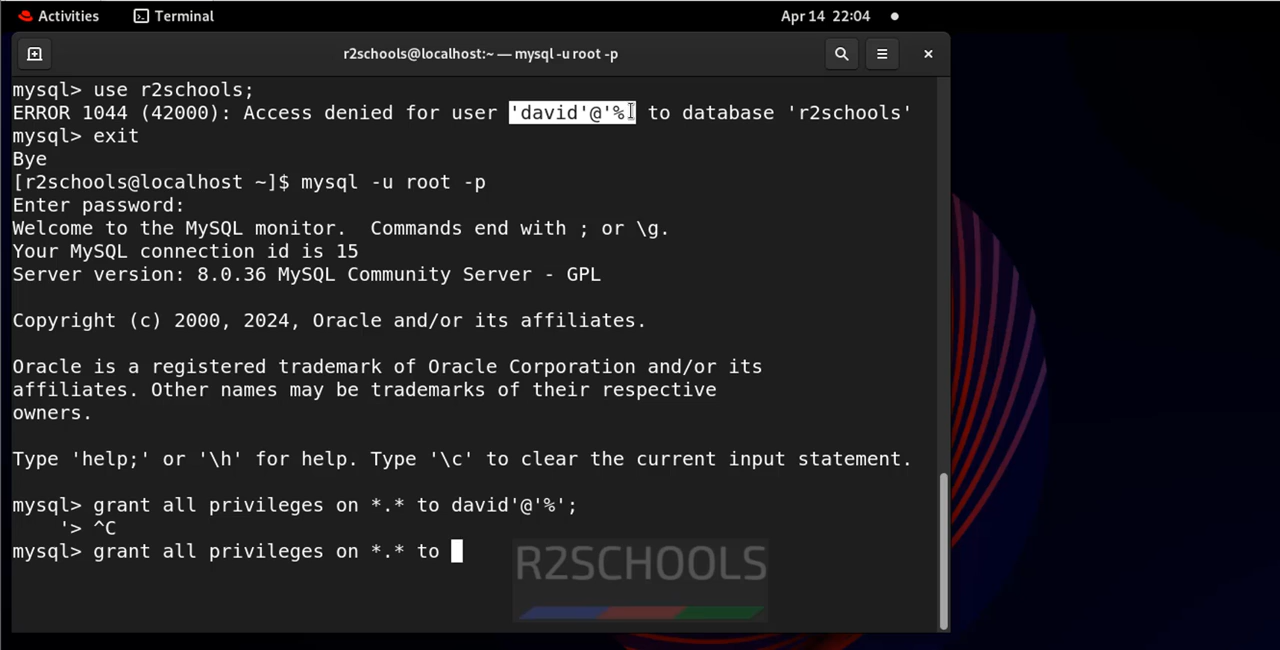 Activities Terminal Apr 14 22:04
r2schools@localhost:~ — mysql -u root -p
mysql> use r2schools;
ERROR 1044 (42000): Access denied for user 'david'@'%' to database 'r2schools'
mysql> exit
Bye
[r2schools@localhost ~]$ mysql -u root -p
Enter password:
Welcome to the MySQL monitor.  Commands end with ; or \g.
Your MySQL connection id is 15
Server version: 8.0.36 MySQL Community Server - GPL
Copyright (c) 2000, 2024, Oracle and/or its affiliates.
Oracle is a registered trademark of Oracle Corporation and/or its
affiliates. Other names may be trademarks of their respective
owners.
Type 'help;' or '\h' for help. Type '\c' to clear the current input statement.
mysql> grant all privileges on *.* to david'@'%';
'> ^C
mysql> grant all privileges on *.* to
R2SCHOOLS